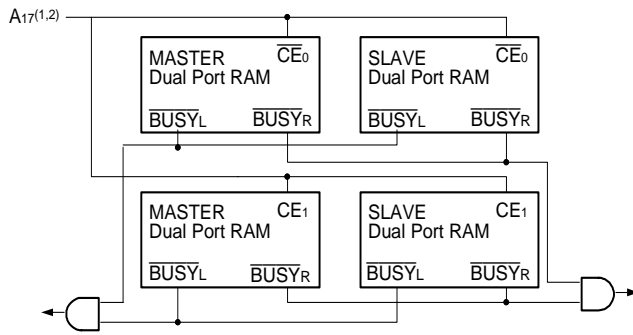 A17(1,2)
MASTER CE0 SLAVE CE0
Dual Port RAM Dual Port RAM
BUSYL BUSYR BUSYL BUSYR
MASTER CE1 SLAVE CE1
Dual Port RAM Dual Port RAM
BUSYL BUSYR BUSYL BUSYR